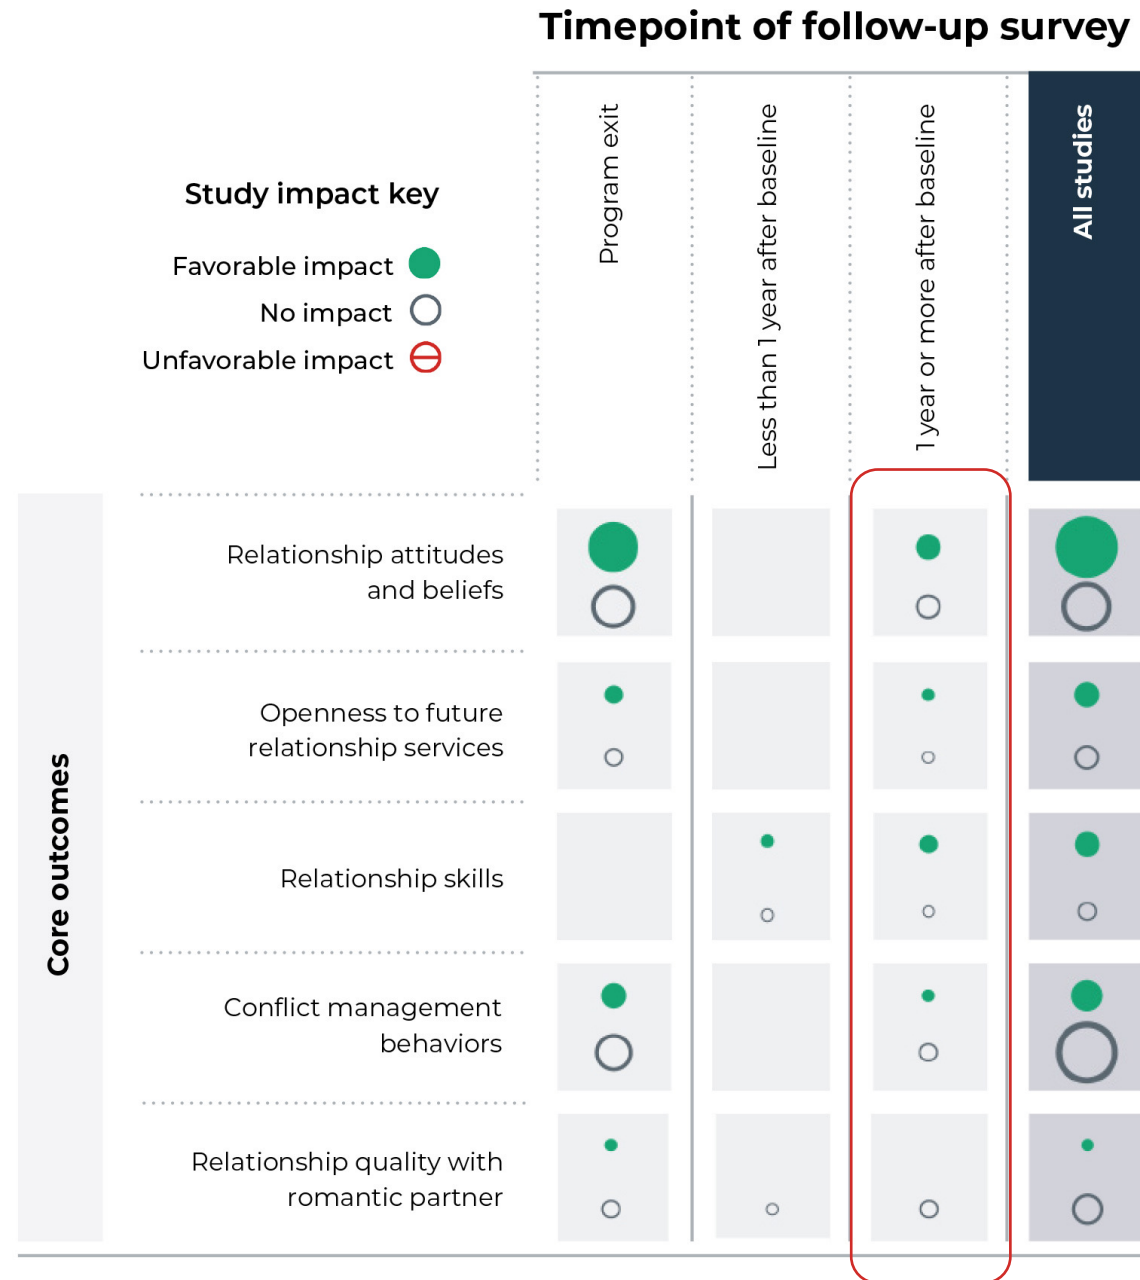 Timepoint of follow-up survey
Program exit
Less than 1 year after baseline
1 year or more after baseline
All studies
Study impact key
Favorable impact
No impact
Unfavorable impact
Core outcomes
Relationship attitudes
and beliefs
Openness to future
relationship services
Relationship skills
Conflict management
behaviors
Relationship quality with
romantic partner